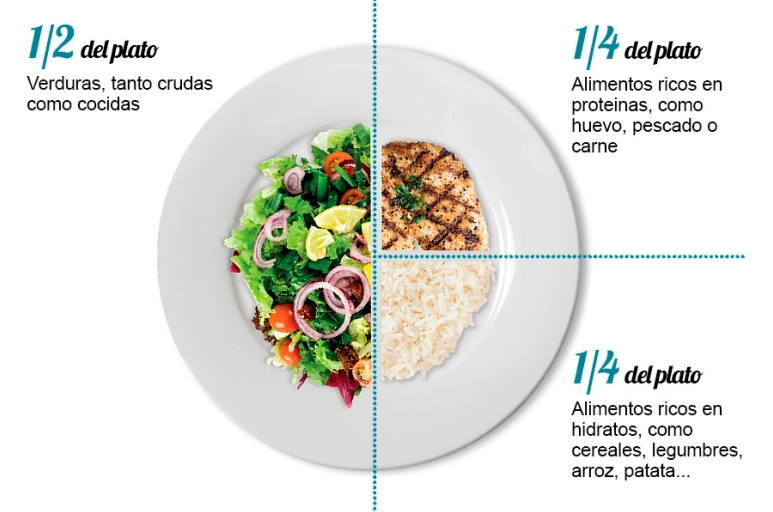 1/2 del plato
Verduras, tanto crudas
como cocidas
1/4 del plato
Alimentos ricos en
proteinas, como
huevo, pescado o
carne
1/4 del plato
Alimentos ricos en
hidratos, como
cereales, legumbres,
arroz, patata...